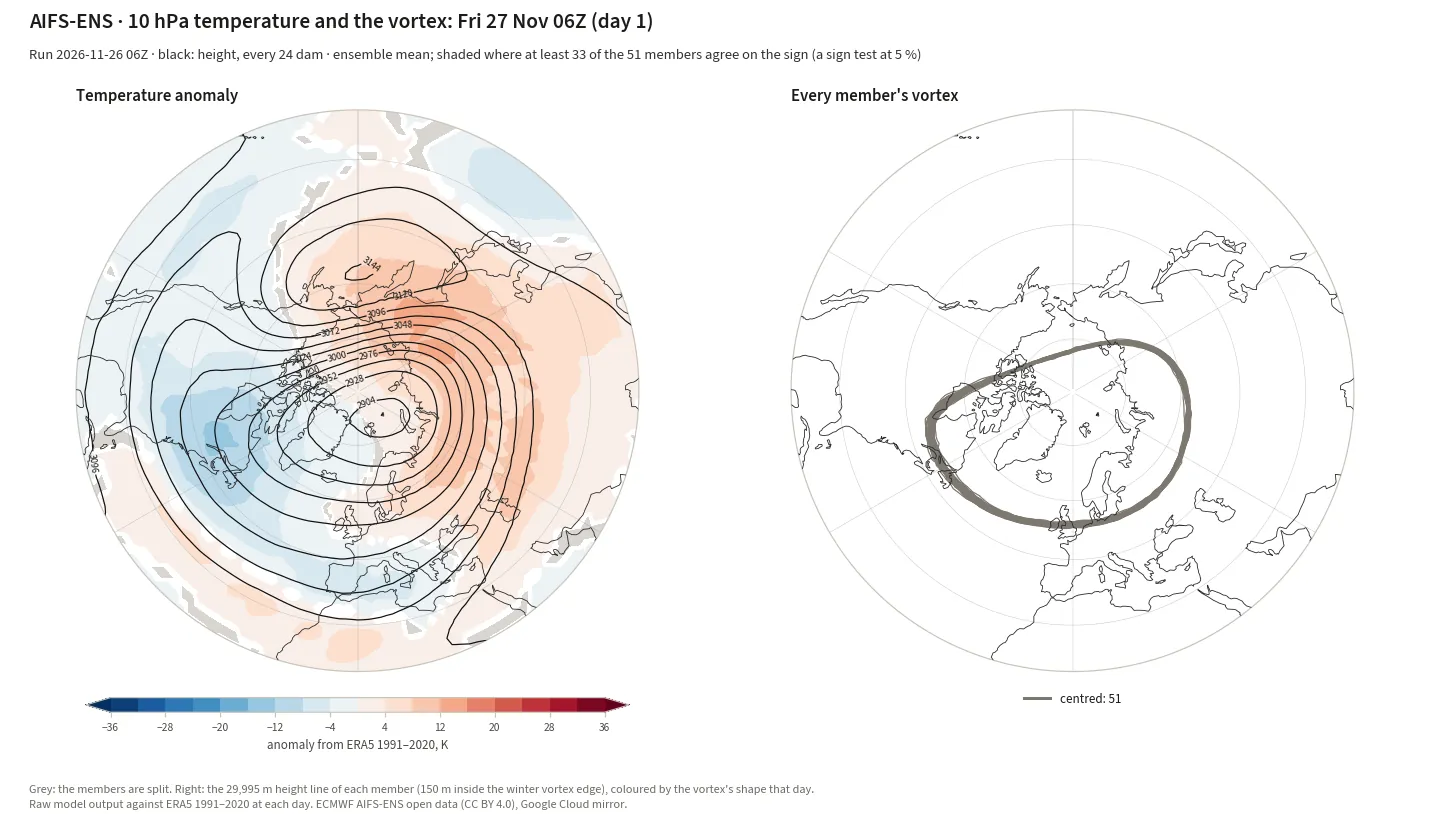 AIFS-ENS · 10 hPa temperature and the vortex: Fri 27 Nov 06Z (day 1)
Run 2026-11-26 06Z · black: height, every 24 dam · ensemble mean; shaded where at least 33 of the 51 members agree on the sign (a sign test at 5 %)
Temperature anomaly
Every member's vortex
3144
3120
3096
3072
3048
3000
2976
2952
2928
2904
centred: 51
−36 −28 −20 −12 −4 4 12 20 28 36
anomaly from ERA5 1991–2020, K
Grey: the members are split. Right: the 29,995 m height line of each member (150 m inside the winter vortex edge), coloured by the vortex's shape that day.
Raw model output against ERA5 1991–2020 at each day. ECMWF AIFS-ENS open data (CC BY 4.0), Google Cloud mirror.